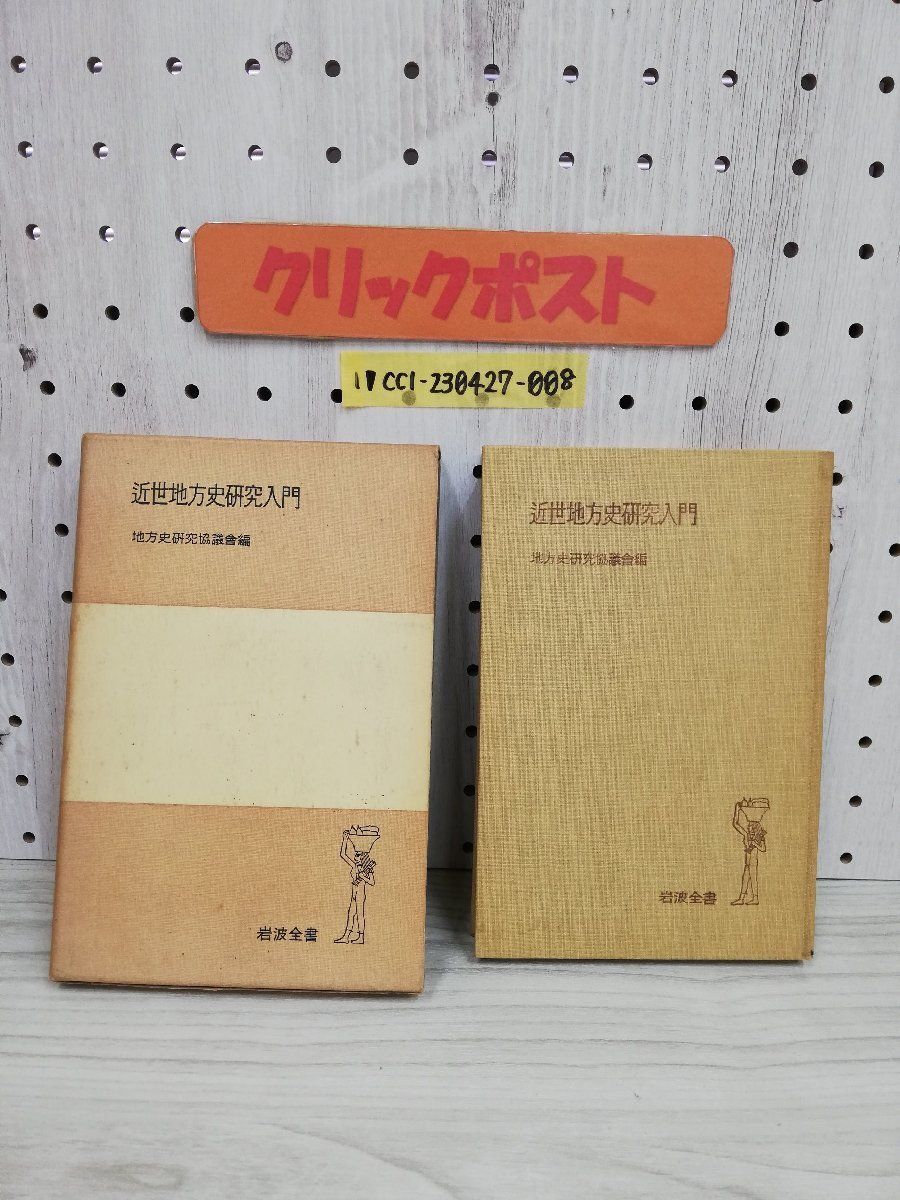 クリックポスト
1▼CC1-230427-008
近世地方史研究入門
地方史研究協議會編
岩波全書
近世地方史研究入門
地方史研究協議會編
岩波全書